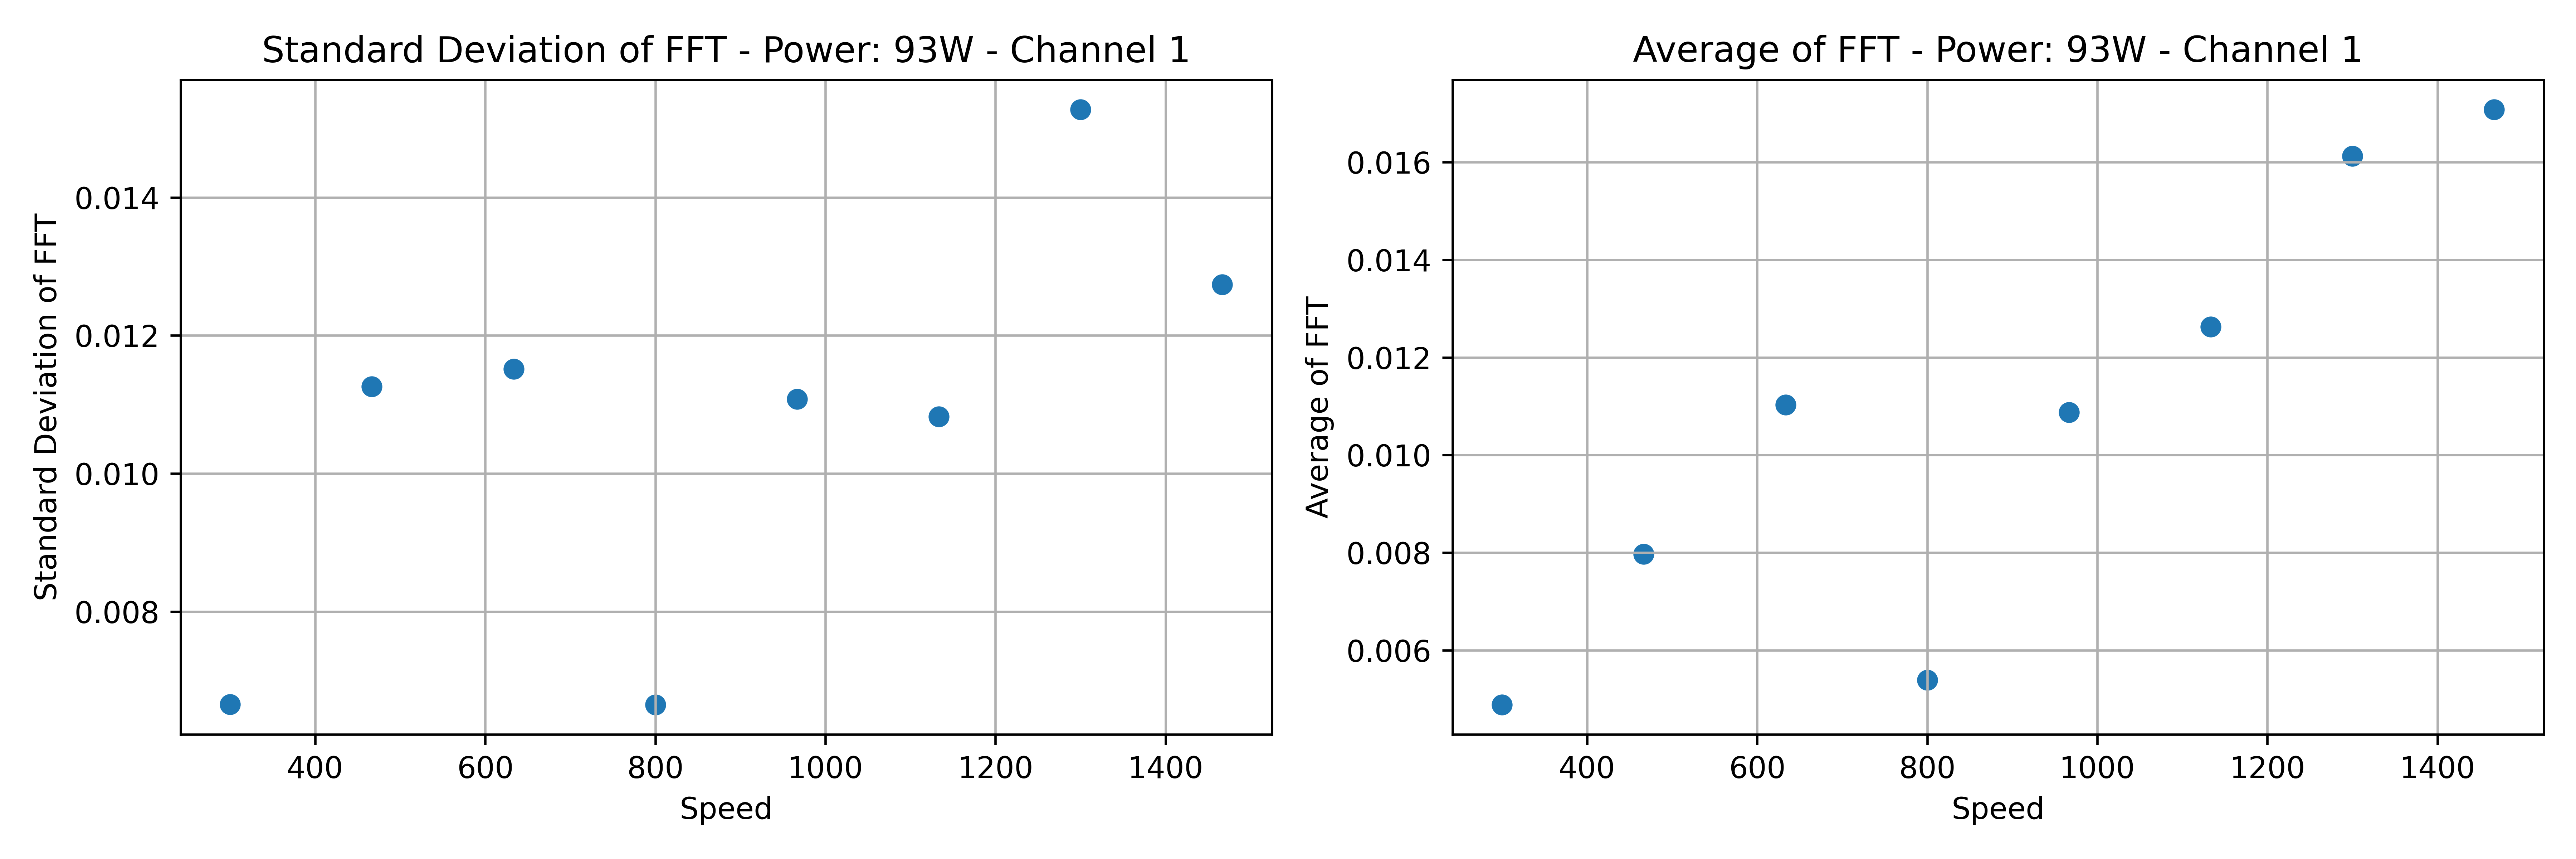 Standard Deviation of FFT - Power: 93W - Channel 1
Standard Deviation of FFT
0.014
0.012
0.010
0.008
400 600 800 1000 1200 1400
Speed
Average of FFT - Power: 93W - Channel 1
Average of FFT
0.016
0.014
0.012
0.010
0.008
0.006
400 600 800 1000 1200 1400
Speed